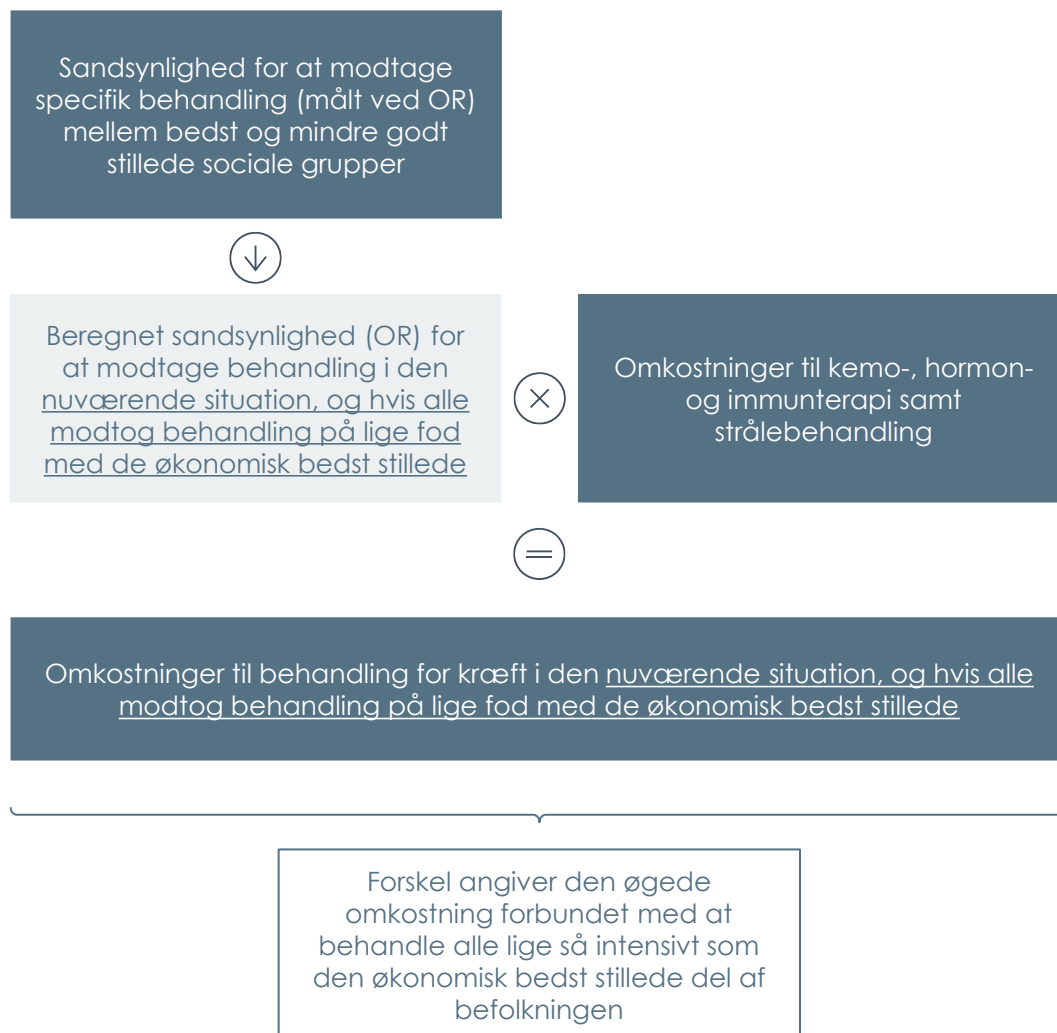 Sandsynlighed for at modtage
specifik behandling (målt ved OR)
mellem bedst og mindre godt
stillede sociale grupper
Beregnet sandsynlighed (OR) for
at modtage behandling i den
nuværende situation, og hvis alle
modtog behandling på lige fod
med de økonomisk bedst stillede
Omkostninger til kemo-, hormon-
og immunterapi samt
strålebehandling
Omkostninger til behandling for kræft i den nuværende situation, og hvis alle
modtog behandling på lige fod med de økonomisk bedst stillede
Forskel angiver den øgede
omkostning forbundet med at
behandle alle lige så intensivt som
den økonomisk bedst stillede del af
befolkningen